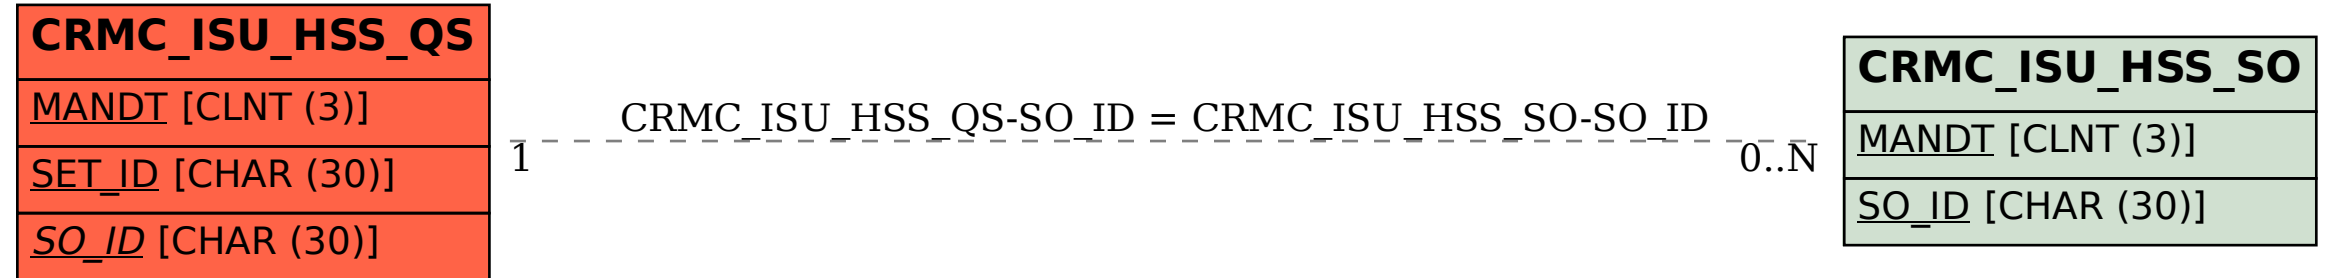 CRMC_ISU_HSS_QS
MANDT [CLNT (3)]
SET_ID [CHAR (30)]
SO_ID [CHAR (30)]
CRMC_ISU_HSS_QS-SO_ID = CRMC_ISU_HSS_SO-SO_ID
1
0..N
CRMC_ISU_HSS_SO
MANDT [CLNT (3)]
SO_ID [CHAR (30)]